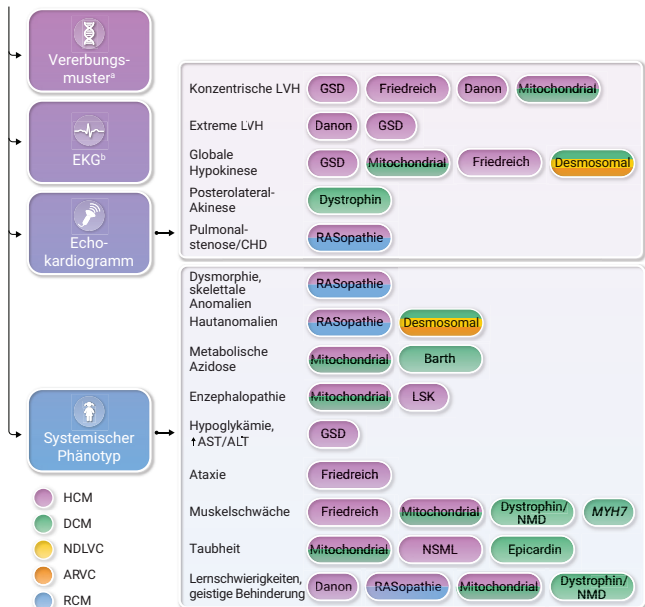 Vererbungs-
musterª
EKGᵇ
Echo-
kardiogramm
Konzentrische LVH GSD Friedreich Danon Mitochondrial
Extreme LVH Danon GSD
Globale
Hypokinese GSD Mitochondrial Friedreich Desmosomal
Posterolateral-
Akinese Dystrophin
Pulmonal-
stenose/CHD RASopathie
Systemischer
Phänotyp
Dysmorphie,
skelettale
Anomalien RASopathie
Hautanomalien RASopathie Desmosomal
Metabolische
Azidose Mitochondrial Barth
Enzephalopathie Mitochondrial LSK
Hypoglykämie,
↑AST/ALT GSD
Ataxie Friedreich
Muskelschwäche Friedreich Mitochondrial Dystrophin/
NMD MYH7
Taubheit Mitochondrial NSML Epicardin
Lernschwierigkeiten,
geistige Behinderung Danon RASopathie Mitochondrial Dystrophin/
NMD
HCM
DCM
NDLVC
ARVC
RCM